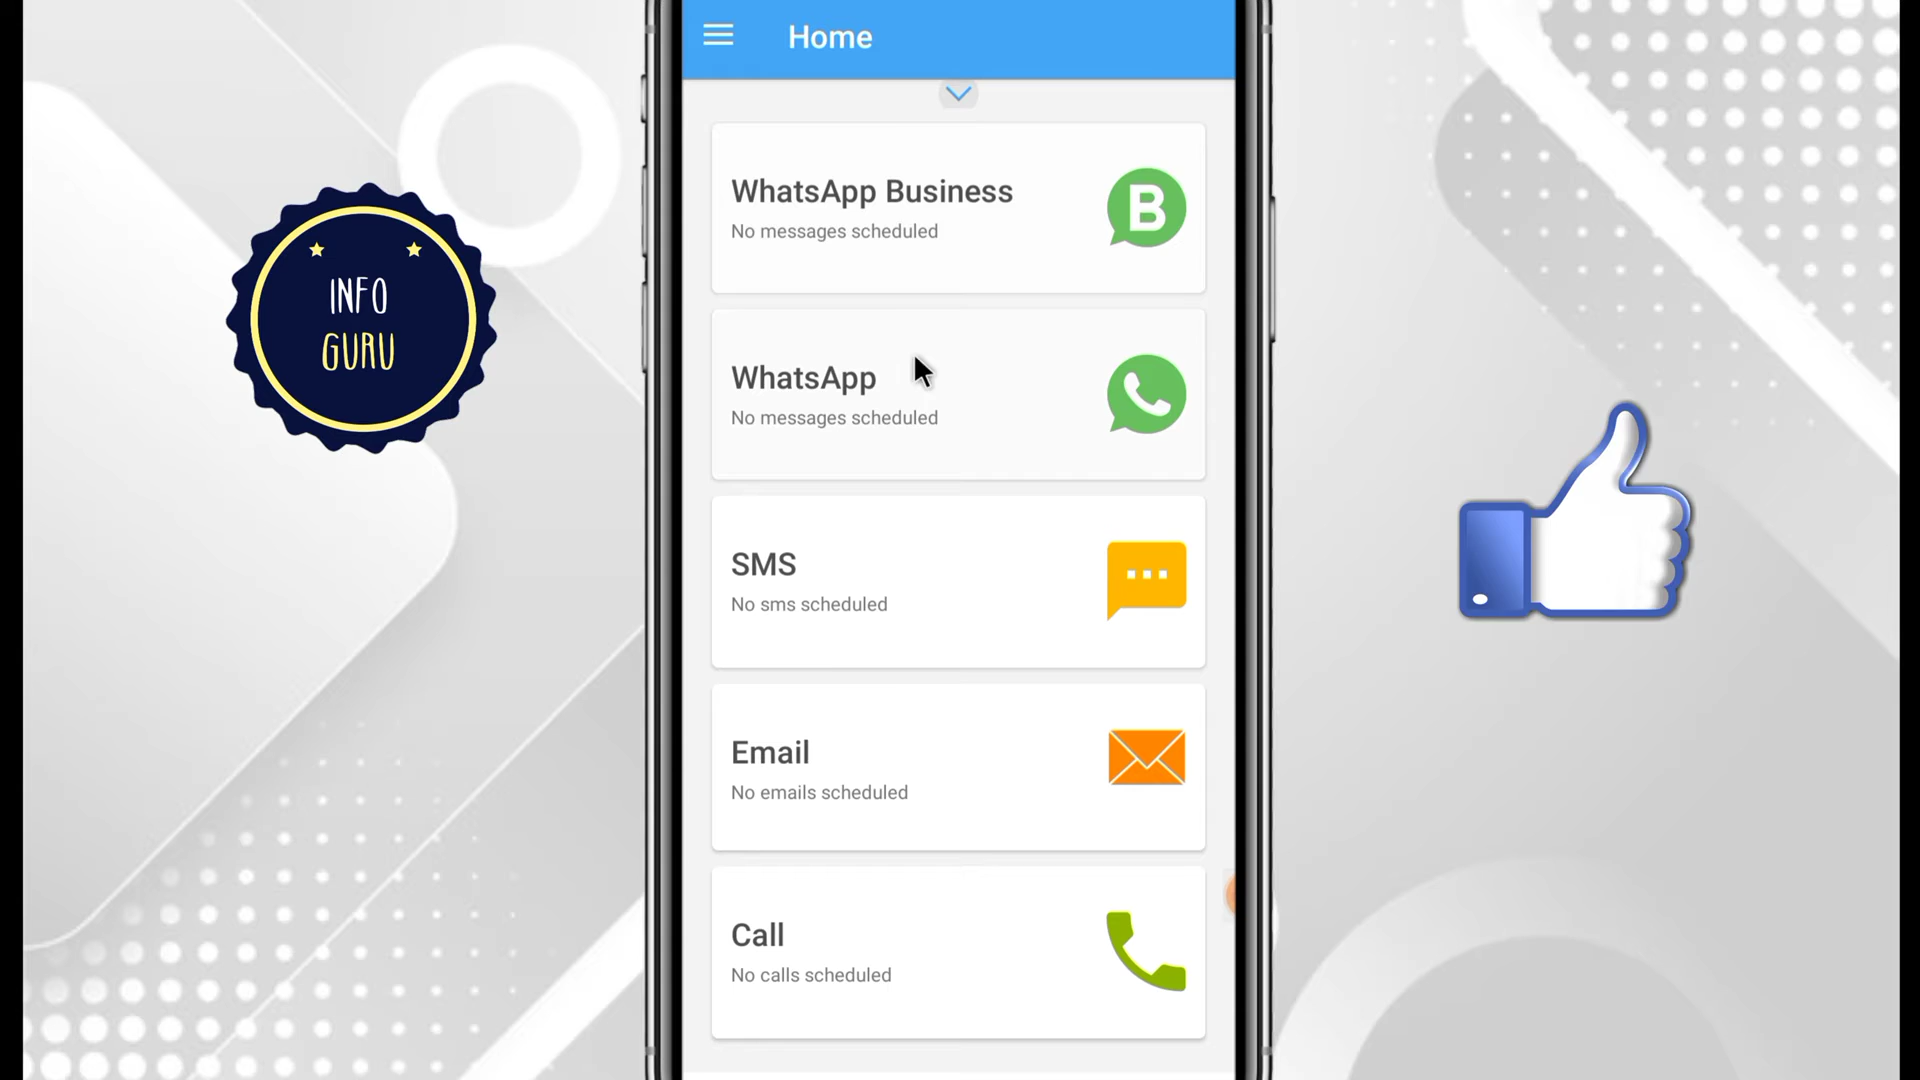 Home
WhatsApp Business
No messages scheduled
B
WhatsApp
No messages scheduled
SMS
No sms scheduled
Email
No emails scheduled
Call
No calls scheduled
INFO
GURU